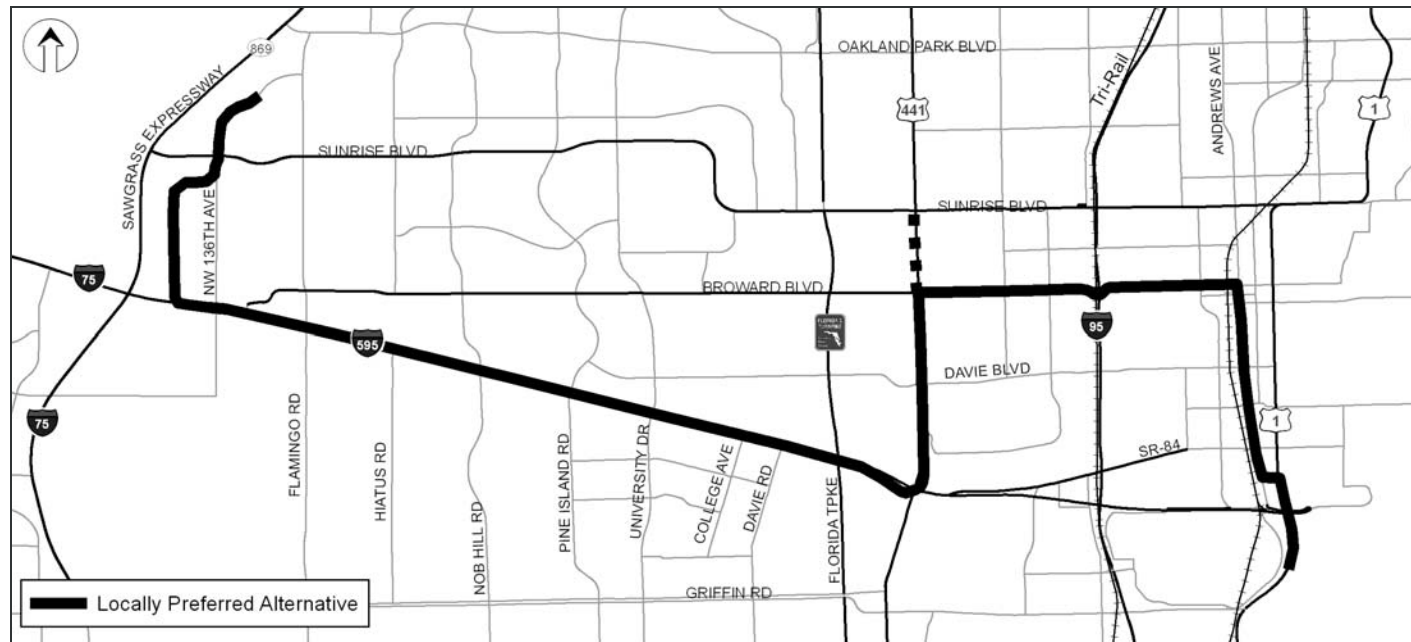 869
OAKLAND PARK BLVD
SAWGRASS EXPRESSWAY
441
Tri-Rail
ANDREWS AVE
1
SUNRISE BLVD
NW 136TH AVE
SUNRISE BLVD
75
BROWARD BLVD
595
95
DAVIE BLVD
75
1
SR-84
FLAMINGO RD
HIATUS RD
NOB HILL RD
PINE ISLAND RD
UNIVERSITY DR
COLLEGE AVE
DAVIE RD
FLORIDA TPKE
GRIFFIN RD
Locally Preferred Alternative